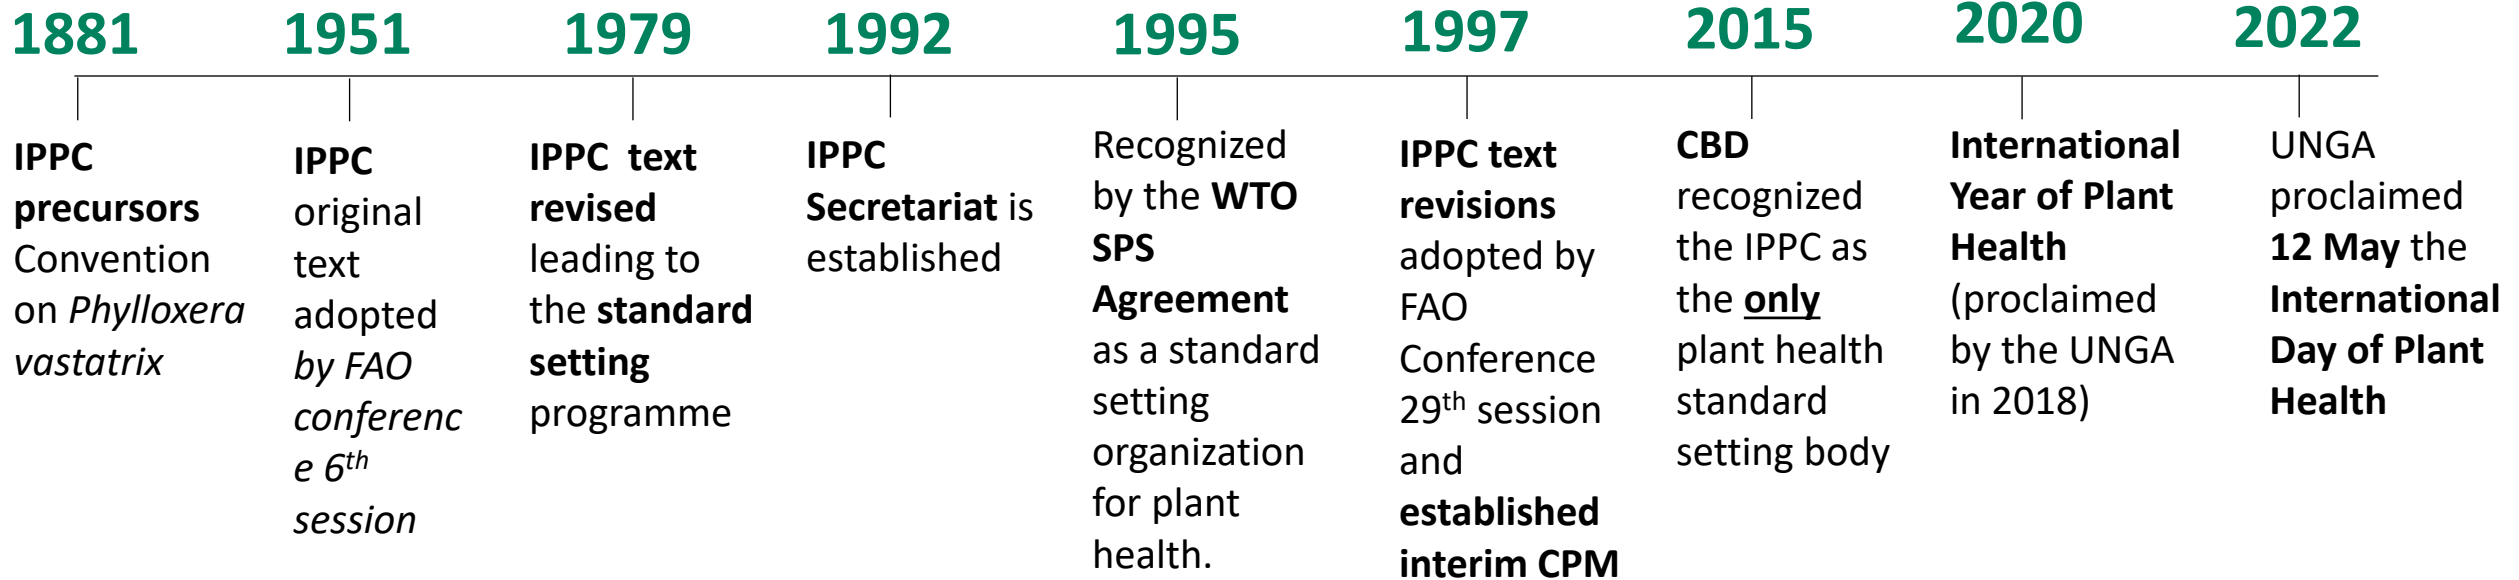 1881
IPPC
precursors
Convention
on Phylloxera
vastatrix
1951
IPPC
original
text
adopted
by FAO
conferenc
e 6th
session
1979
IPPC text
revised
leading to
the standard
setting
programme
1992
IPPC
Secretariat is
established
1995
Recognized
by the WTO
SPS
Agreement
as a standard
setting
organization
for plant
health.
1997
IPPC text
revisions
adopted by
FAO
Conference
29th session
and
established
interim CPM
2015
CBD
recognized
the IPPC as
the only
plant health
standard
setting body
2020
International
Year of Plant
Health
(proclaimed
by the UNGA
in 2018)
2022
UNGA
proclaimed
12 May the
International
Day of Plant
Health